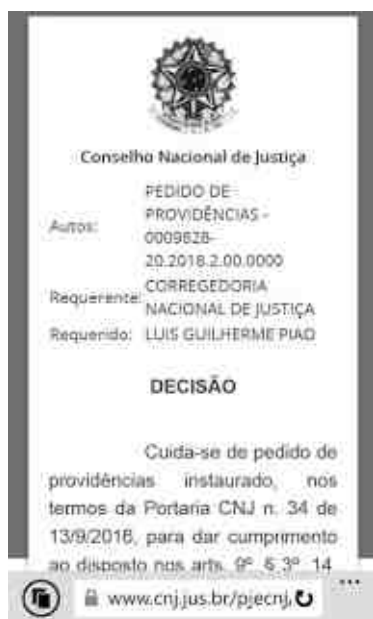 Conselho Nacional de Justiça
PEDIDO DE
PROVIDÊNCIAS -
Autos:
0009828-
20.2018.2.00.0000
CORREGEDORIA
Requerente:
NACIONAL DE JUSTIÇA
Requerido: LUIS GUILHERME PIAO
DECISÃO
Cuida-se de pedido de
providências instaurado, nos
termos da Portaria CNJ n. 34 de
13/9/2016, para dar cumprimento
ao disposto nos arts. 9º, § 3º, 14,
www.cnj.jus.br/pjecnj,